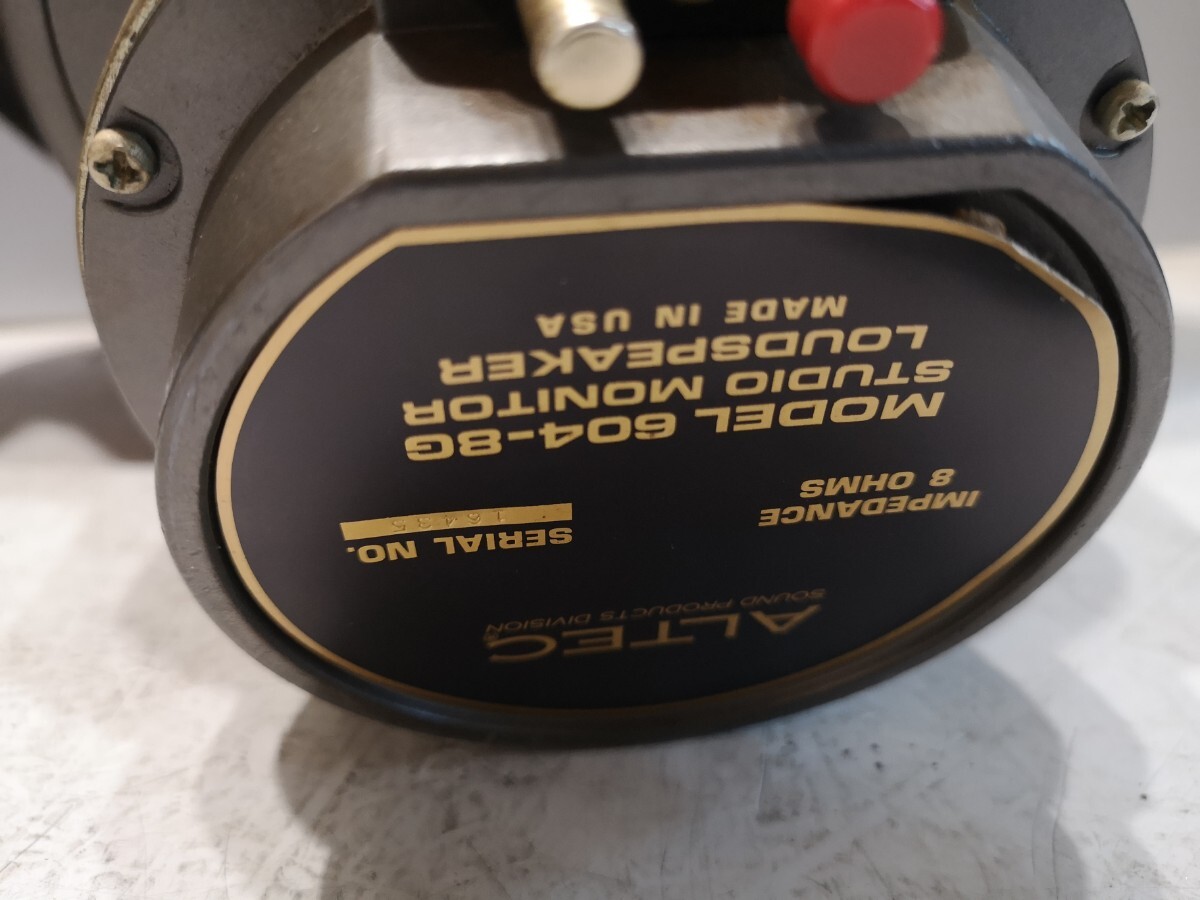 ALTEC
SOUND PRODUCTS DIVISION
IMPEDANCE
8 OHMS
SERIAL NO.
MODEL 604-8G
STUDIO MONITOR
LOUDSPEAKER
MADE IN USA